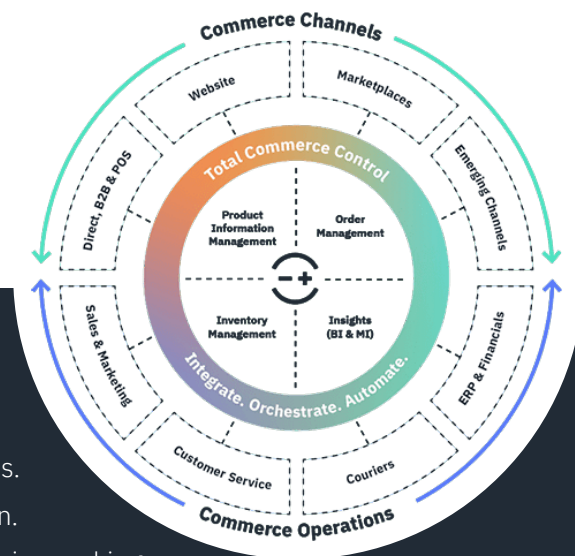 Commerce Channels
Website
Marketplaces
Direct, B2B & POS
Emerging Channels
Total Commerce Control
Product
Information
Management
Order
Management
Inventory
Management
Insights
(BI & MI)
Integrate. Orchestrate. Automate.
Sales & Marketing
ERP & Financials
Customer Service
Couriers
Commerce Operations
s.
n.